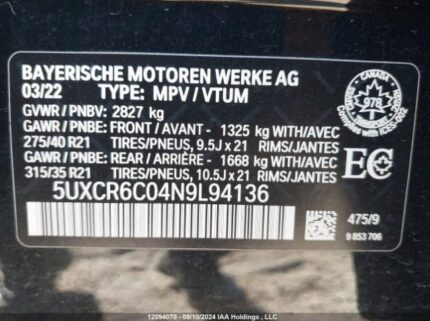 BAYERISCHE MOTOREN WERKE AG
03/22 TYPE: MPV / VTUM
GVWR / PNBV: 2827 kg
GAWR / PNBE: FRONT / AVANT - 1325 kg WITH/AVEC
275/40 R21 TIRES/PNEUS, 9.5J x 21 RIMS/JANTES
GAWR / PNBE: REAR / ARRIÈRE - 1668 kg WITH/AVEC
315/35 R21 TIRES/PNEUS, 10.5J x 21 RIMS/JANTES
5UXCR6C04N9L94136
CANADA
978
EC
475/9
9 853 706
12094070 - 09/10/2024 IAA Holdings , LLC